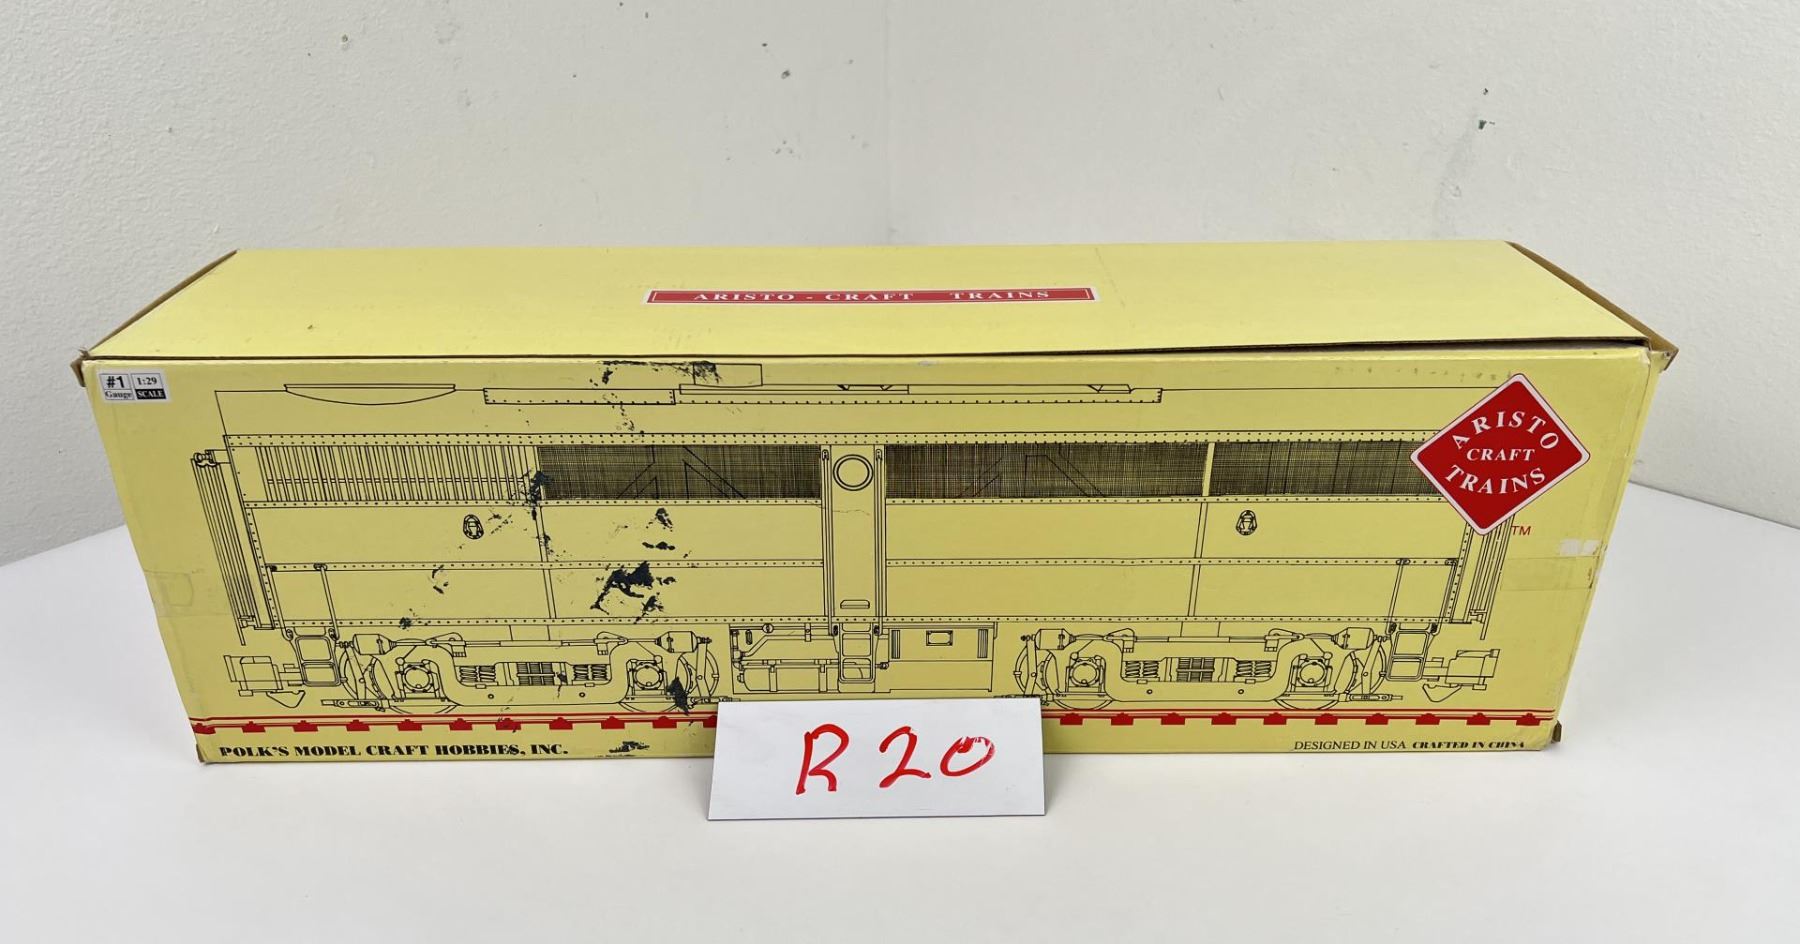 ARISTO - CRAFT TRAINS
#1 1:29
Gauge SCALE
ARISTO
CRAFT
TRAINS
TM
POLK'S MODEL CRAFT HOBBIES, INC.
DESIGNED IN USA CRAFTED IN CHINA
R20